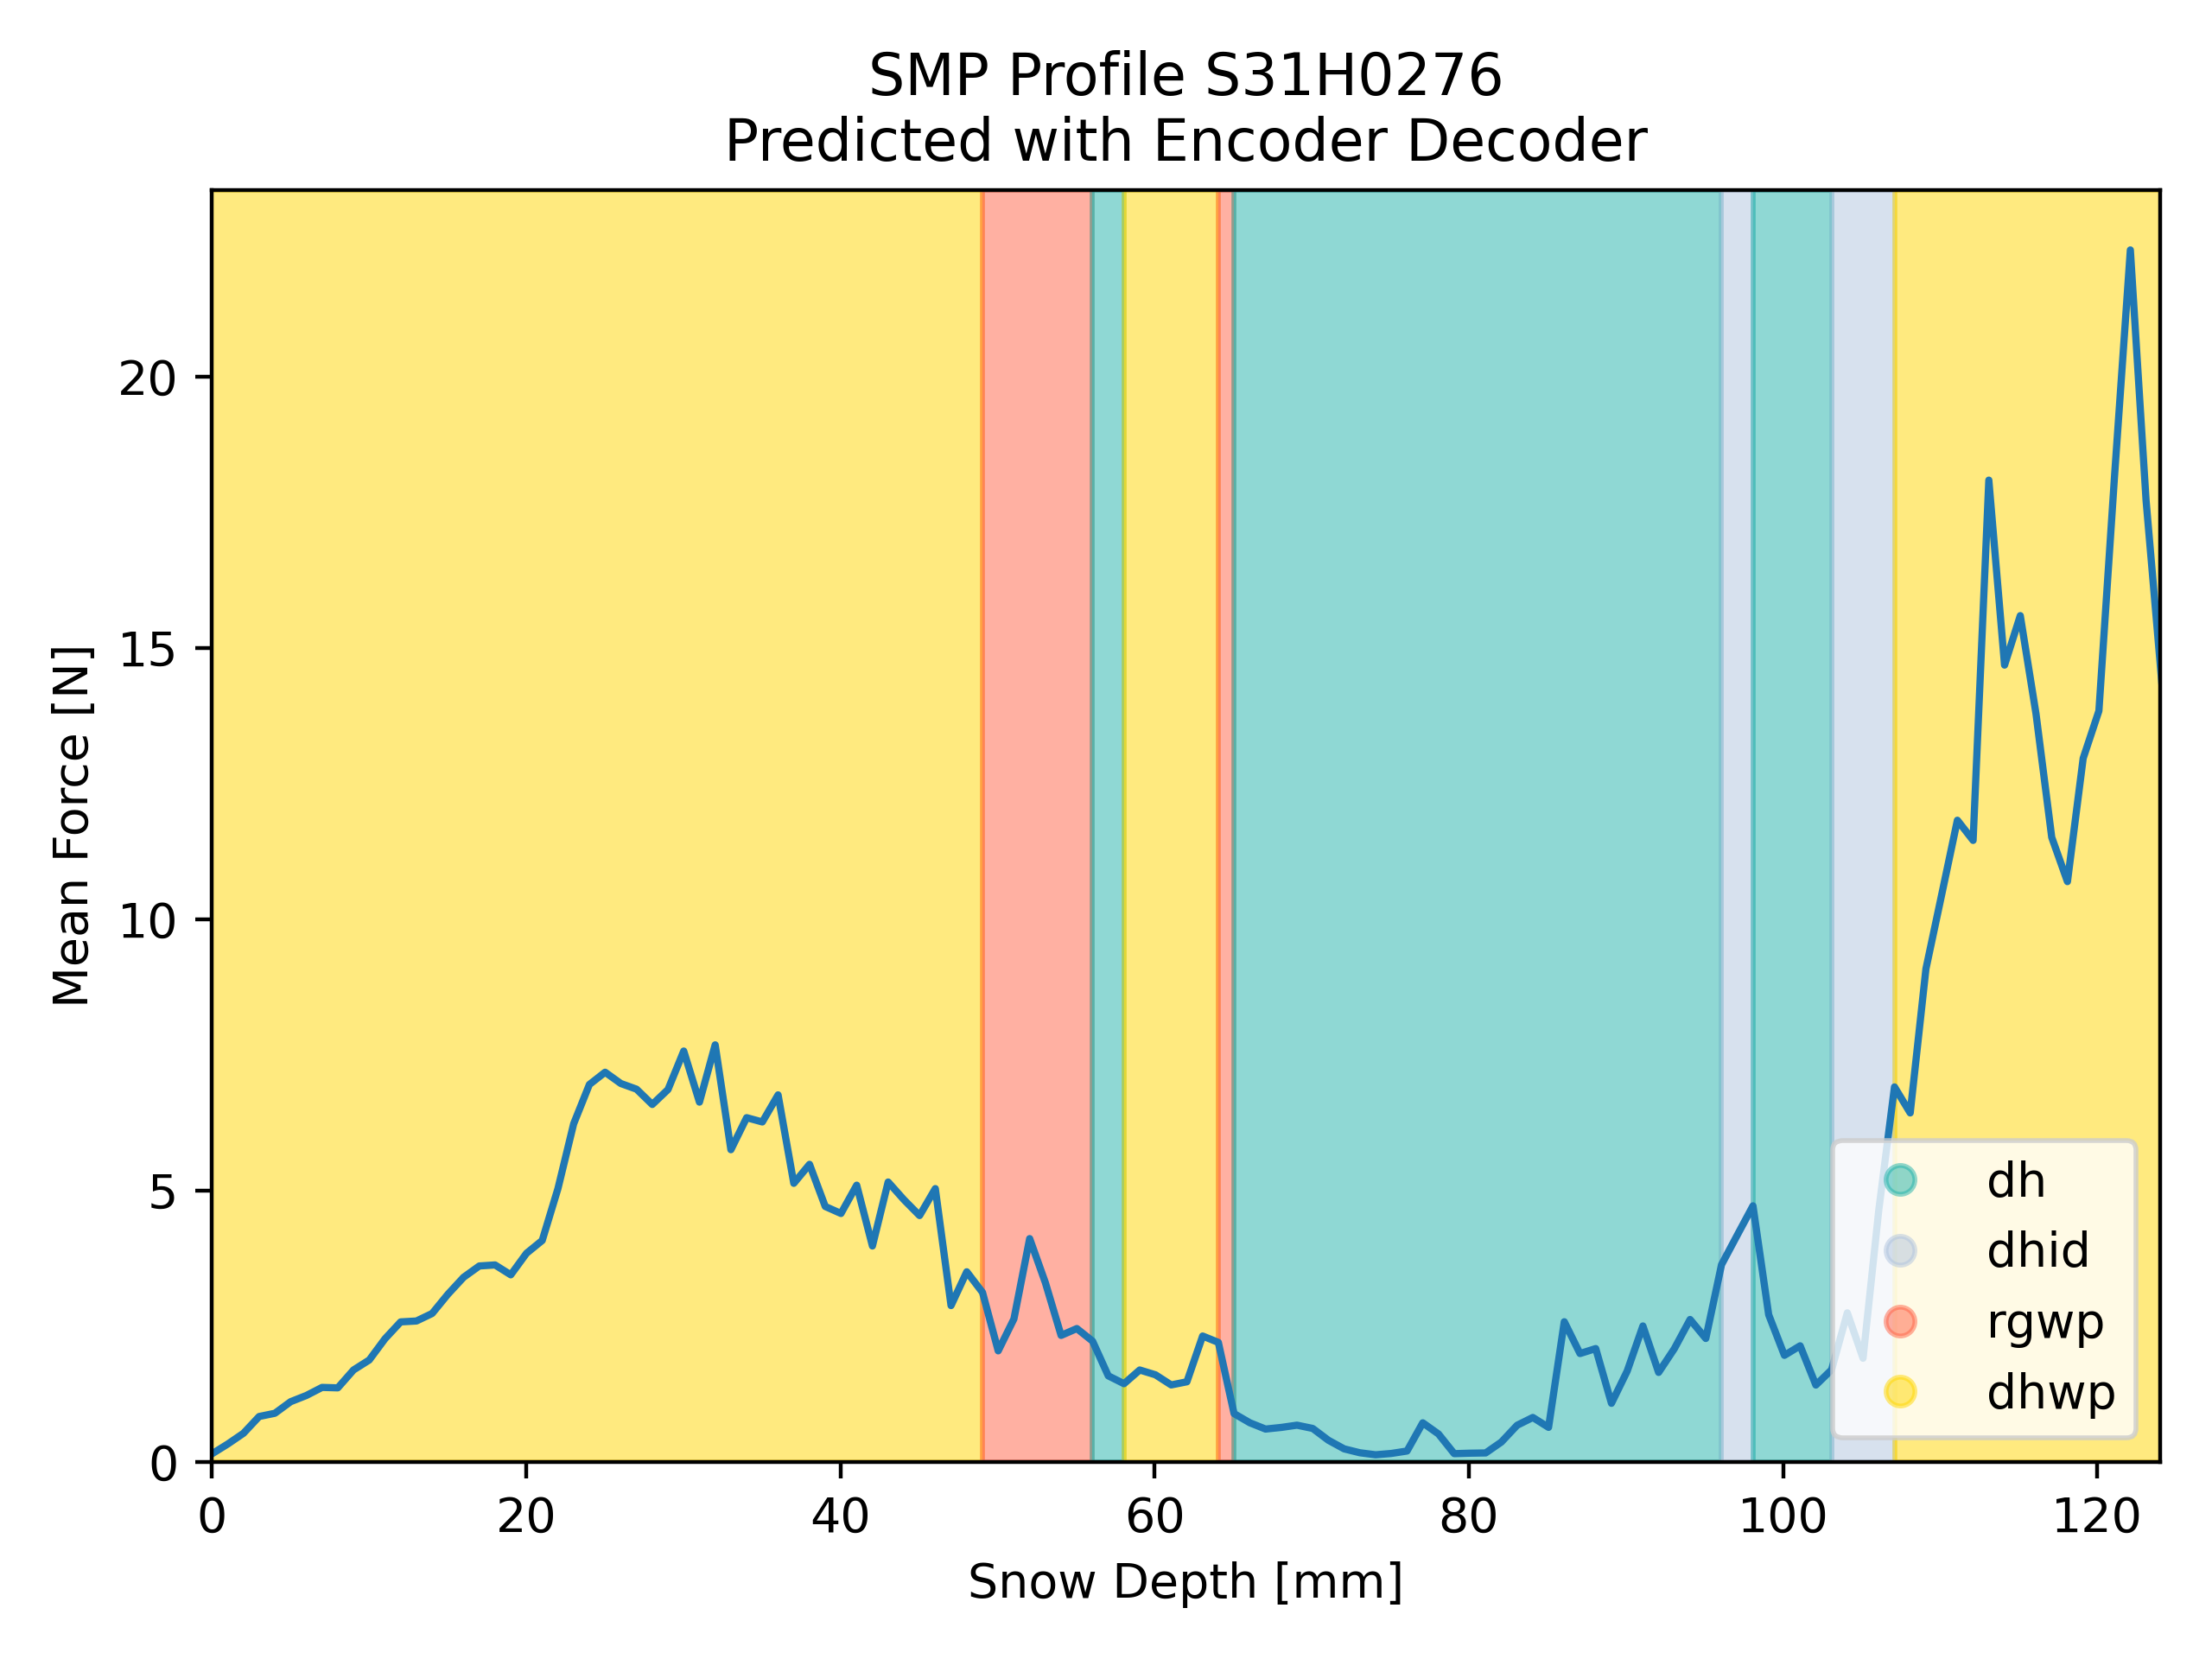 SMP Profile S31H0276
Predicted with Encoder Decoder
Mean Force [N]
20
15
10
5
0
0 20 40 60 80 100 120
Snow Depth [mm]
dh
dhid
rgwp
dhwp